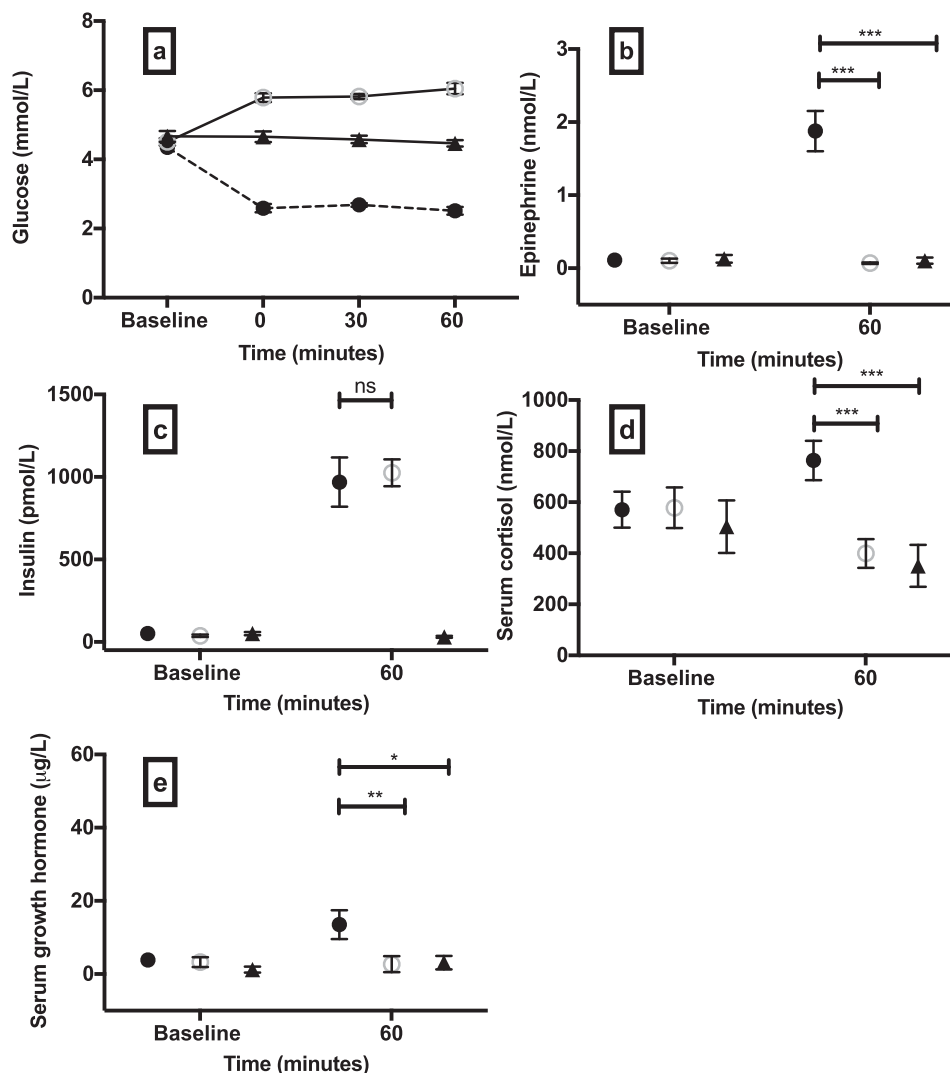 a
Glucose (mmol/L)
8
6
4
2
0
Baseline 0 30 60
Time (minutes)
b
Epinephrine (nmol/L)
3
2
1
0
***
***
Baseline 60
Time (minutes)
c
Insulin (pmol/L)
1500
1000
500
0
ns
Baseline 60
Time (minutes)
d
Serum cortisol (nmol/L)
1000
800
600
400
200
0
***
***
Baseline 60
Time (minutes)
e
Serum growth hormone (μg/L)
60
40
20
0
*
**
Baseline 60
Time (minutes)